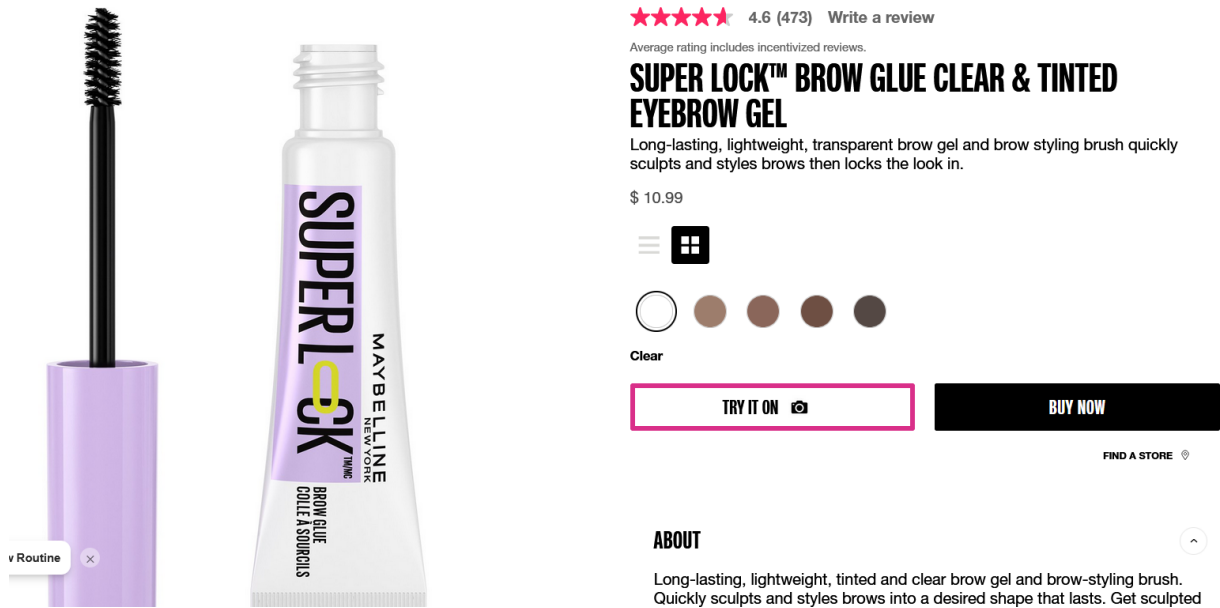 4.6 (473) Write a review
Average rating includes incentivized reviews.
SUPER LOCK™ BROW GLUE CLEAR & TINTED
EYEBROW GEL
Long-lasting, lightweight, transparent brow gel and brow styling brush quickly
sculpts and styles brows then locks the look in.
$ 10.99
Clear
TRY IT ON
BUY NOW
FIND A STORE
ABOUT
Long-lasting, lightweight, tinted and clear brow gel and brow-styling brush.
Quickly sculpts and styles brows into a desired shape that lasts. Get sculpted
SUPER LOCK TM/MC
MAYBELLINE
NEW YORK
BROW GLUE
COLLE À SOURCILS
w Routine